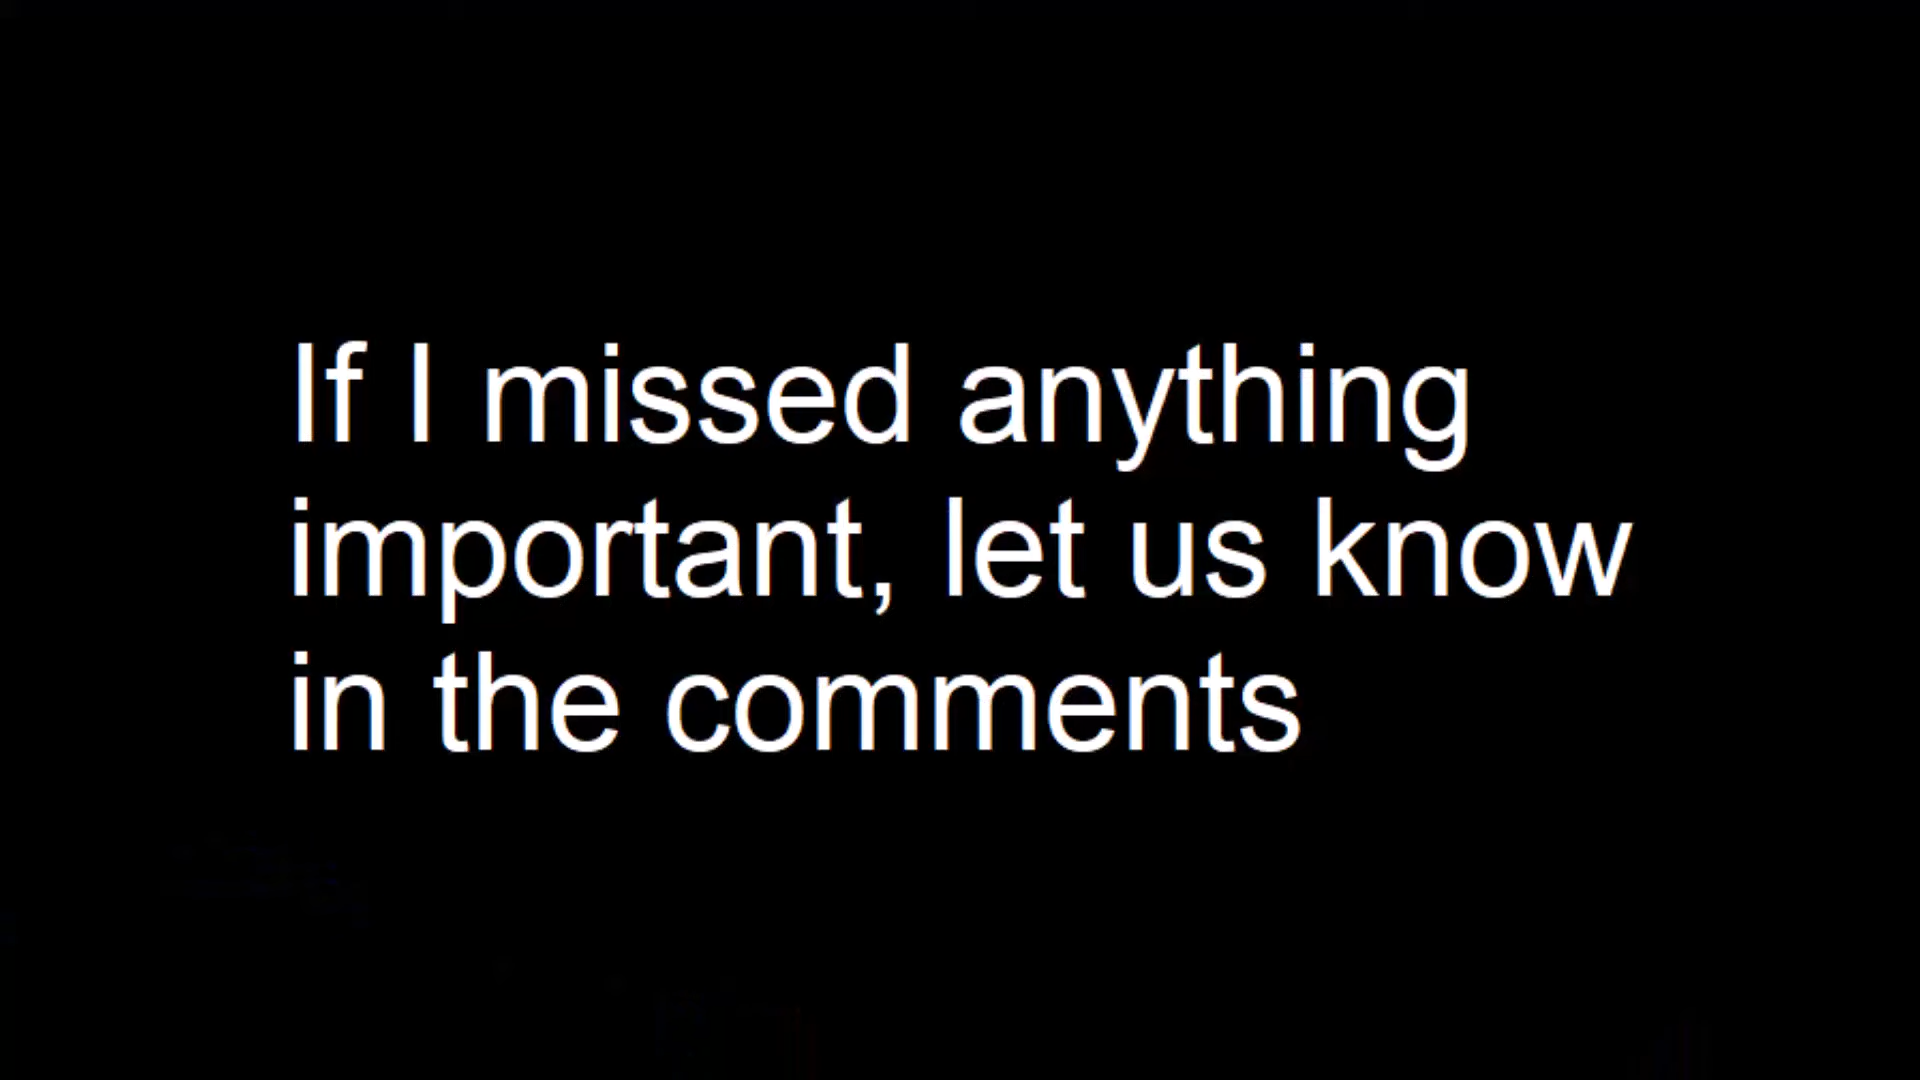 If I missed anything
important, let us know
in the comments